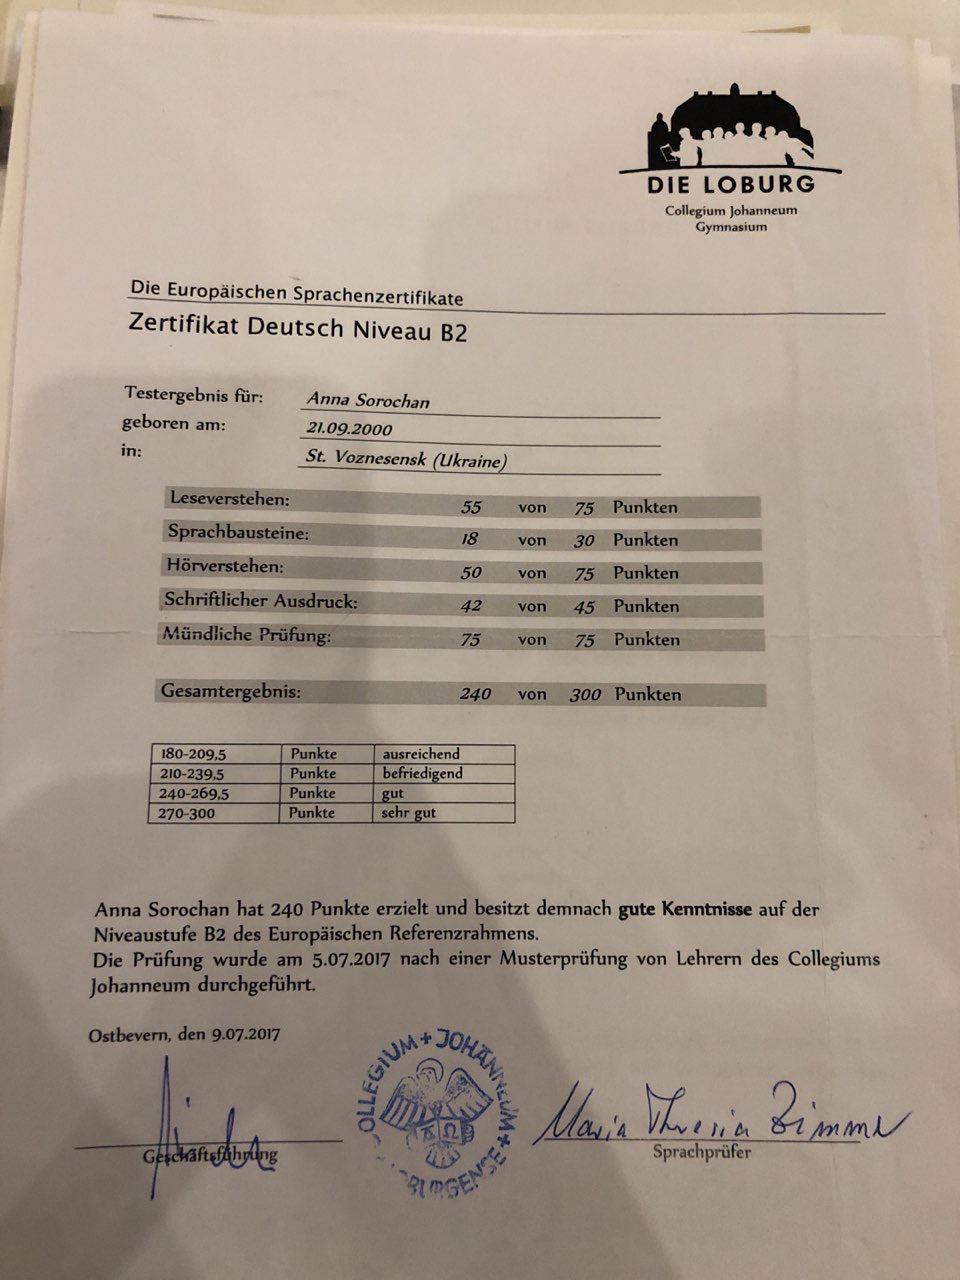 DIE LOBURG
Collegium Johanneum
Gymnasium
Die Europäischen Sprachenzertifikate
Zertifikat Deutsch Niveau B2
Testergebnis für: Anna Sorochan
geboren am: 21.09.2000
in: St. Voznesensk (Ukraine)
Leseverstehen: 55 von 75 Punkten
Sprachbausteine: 18 von 30 Punkten
Hörverstehen: 50 von 75 Punkten
Schriftlicher Ausdruck: 42 von 45 Punkten
Mündliche Prüfung: 75 von 75 Punkten
Gesamtergebnis: 240 von 300 Punkten
180-209,5 Punkte ausreichend
210-239,5 Punkte befriedigend
240-269,5 Punkte gut
270-300 Punkte sehr gut
Anna Sorochan hat 240 Punkte erzielt und besitzt demnach gute Kenntnisse auf der
Niveaustufe B2 des Europäischen Referenzrahmens.
Die Prüfung wurde am 5.07.2017 nach einer Musterprüfung von Lehrern des Collegiums
Johanneum durchgeführt.
Ostbevern, den 9.07.2017
OLLEGIUM + JOHANNEUM +
BURGENSE
Maria Theresia Zimmer
Geschäftsführung
Sprachprüfer